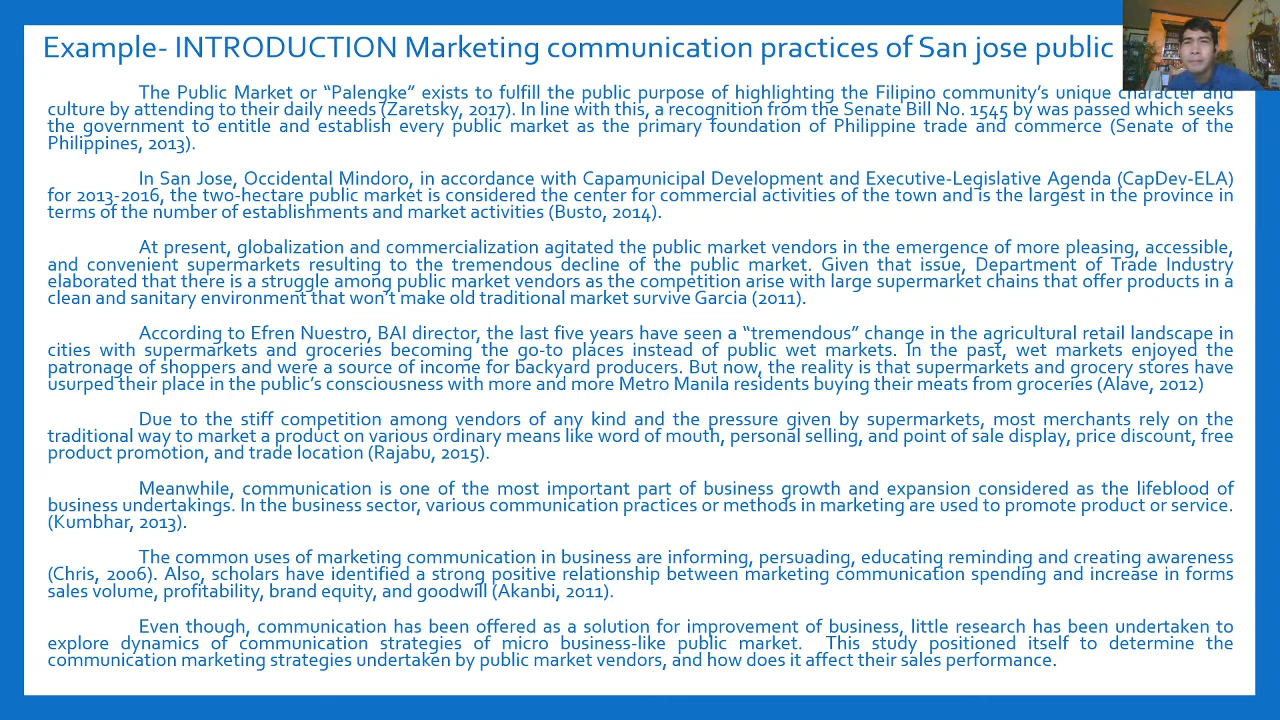 Example- INTRODUCTION Marketing communication practices of San jose public
The Public Market or “Palengke” exists to fulfill the public purpose of highlighting the Filipino community’s unique character and
culture by attending to their daily needs (Zaretsky, 2017). In line with this, a recognition from the Senate Bill No. 1545 by was passed which seeks
the government to entitle and establish every public market as the primary foundation of Philippine trade and commerce (Senate of the
Philippines, 2013).
In San Jose, Occidental Mindoro, in accordance with Capamunicipal Development and Executive-Legislative Agenda (CapDev-ELA)
for 2013-2016, the two-hectare public market is considered the center for commercial activities of the town and is the largest in the province in
terms of the number of establishments and market activities (Busto, 2014).
At present, globalization and commercialization agitated the public market vendors in the emergence of more pleasing, accessible,
and convenient supermarkets resulting to the tremendous decline of the public market. Given that issue, Department of Trade Industry
elaborated that there is a struggle among public market vendors as the competition arise with large supermarket chains that offer products in a
clean and sanitary environment that won’t make old traditional market survive Garcia (2011).
According to Efren Nuestro, BAI director, the last five years have seen a “tremendous” change in the agricultural retail landscape in
cities with supermarkets and groceries becoming the go-to places instead of public wet markets. In the past, wet markets enjoyed the
patronage of shoppers and were a source of income for backyard producers. But now, the reality is that supermarkets and grocery stores have
usurped their place in the public’s consciousness with more and more Metro Manila residents buying their meats from groceries (Alave, 2012)
Due to the stiff competition among vendors of any kind and the pressure given by supermarkets, most merchants rely on the
traditional way to market a product on various ordinary means like word of mouth, personal selling, and point of sale display, price discount, free
product promotion, and trade location (Rajabu, 2015).
Meanwhile, communication is one of the most important part of business growth and expansion considered as the lifeblood of
business undertakings. In the business sector, various communication practices or methods in marketing are used to promote product or service.
(Kumbhar, 2013).
The common uses of marketing communication in business are informing, persuading, educating reminding and creating awareness
(Chris, 2006). Also, scholars have identified a strong positive relationship between marketing communication spending and increase in forms
sales volume, profitability, brand equity, and goodwill (Akanbi, 2011).
Even though, communication has been offered as a solution for improvement of business, little research has been undertaken to
explore dynamics of communication strategies of micro business-like public market. This study positioned itself to determine the
communication marketing strategies undertaken by public market vendors, and how does it affect their sales performance.